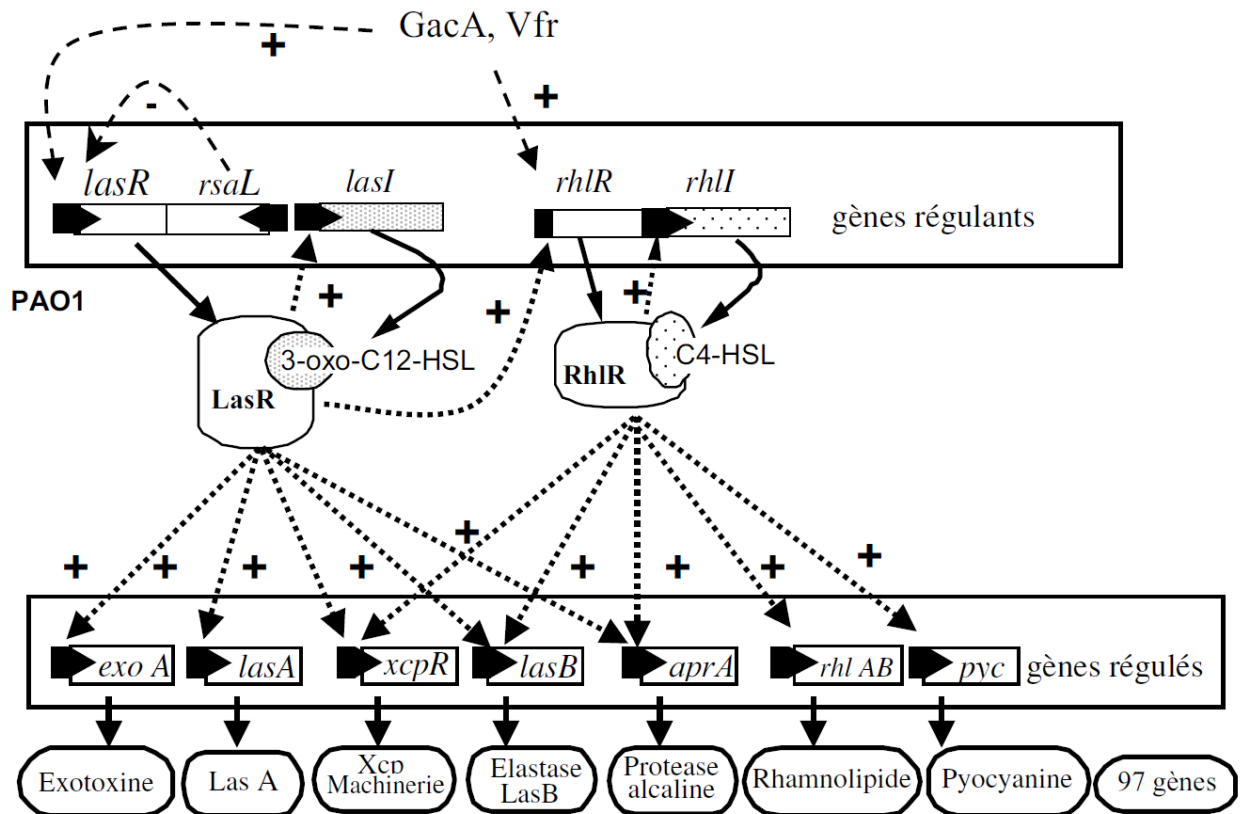 GacA, Vfr
+
+
-
lasR rsaL lasI rhlR rhlI
gènes régulants
PAO1
+
+
+
3-oxo-C12-HSL
C4-HSL
LasR
RhlR
+
+ + + + + + + +
exo A lasA xcpR lasB aprA rhl AB pyc gènes régulés
Exotoxine
Las A
Xcp
Machinerie
Elastase
LasB
Protease
alcaline
Rhamnolipide
Pyocyanine
97 gènes